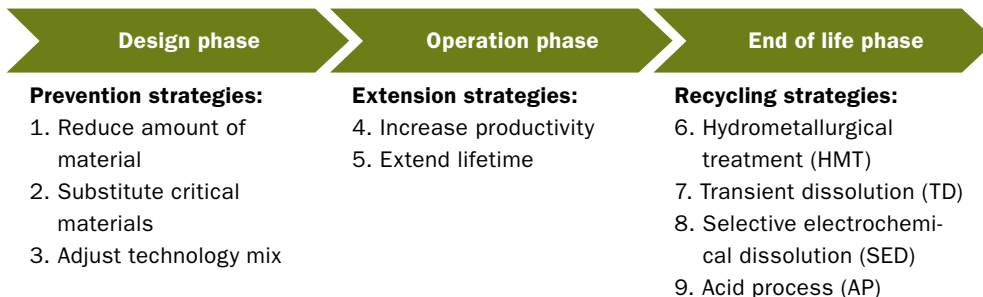 Design phase
Operation phase
End of life phase
Prevention strategies:
1. Reduce amount of
material
2. Substitute critical
materials
3. Adjust technology mix
Extension strategies:
4. Increase productivity
5. Extend lifetime
Recycling strategies:
6. Hydrometallurgical
treatment (HMT)
7. Transient dissolution (TD)
8. Selective electrochemi-
cal dissolution (SED)
9. Acid process (AP)